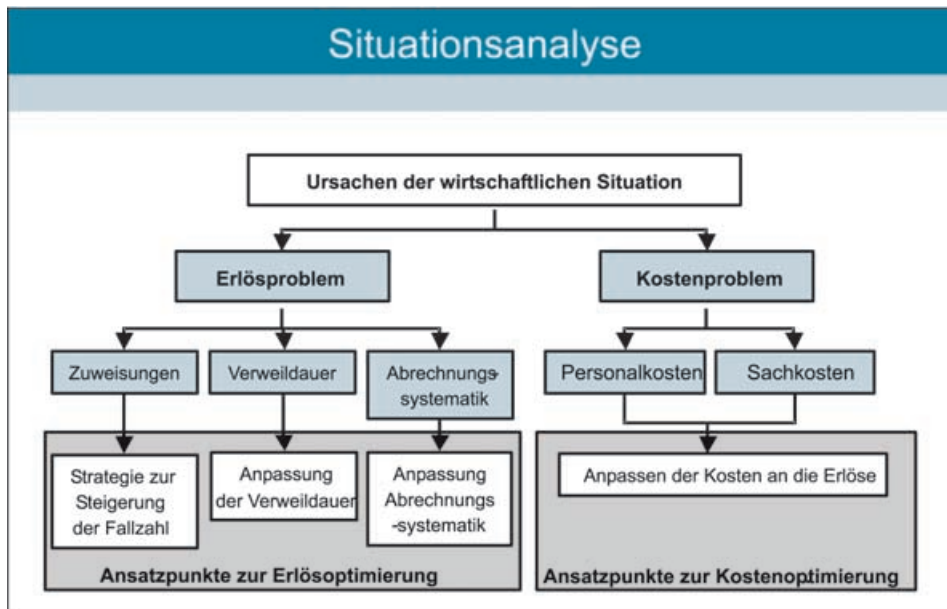 Situationsanalyse
Ursachen der wirtschaftlichen Situation
Erlösproblem
Kostenproblem
Zuweisungen
Verweildauer
Abrechnungs-
systematik
Personalkosten
Sachkosten
Strategie zur
Steigerung
der Fallzahl
Anpassung
der Verweildauer
Anpassung
Abrechnungs
-systematik
Anpassen der Kosten an die Erlöse
Ansatzpunkte zur Erlösoptimierung
Ansatzpunkte zur Kostenoptimierung